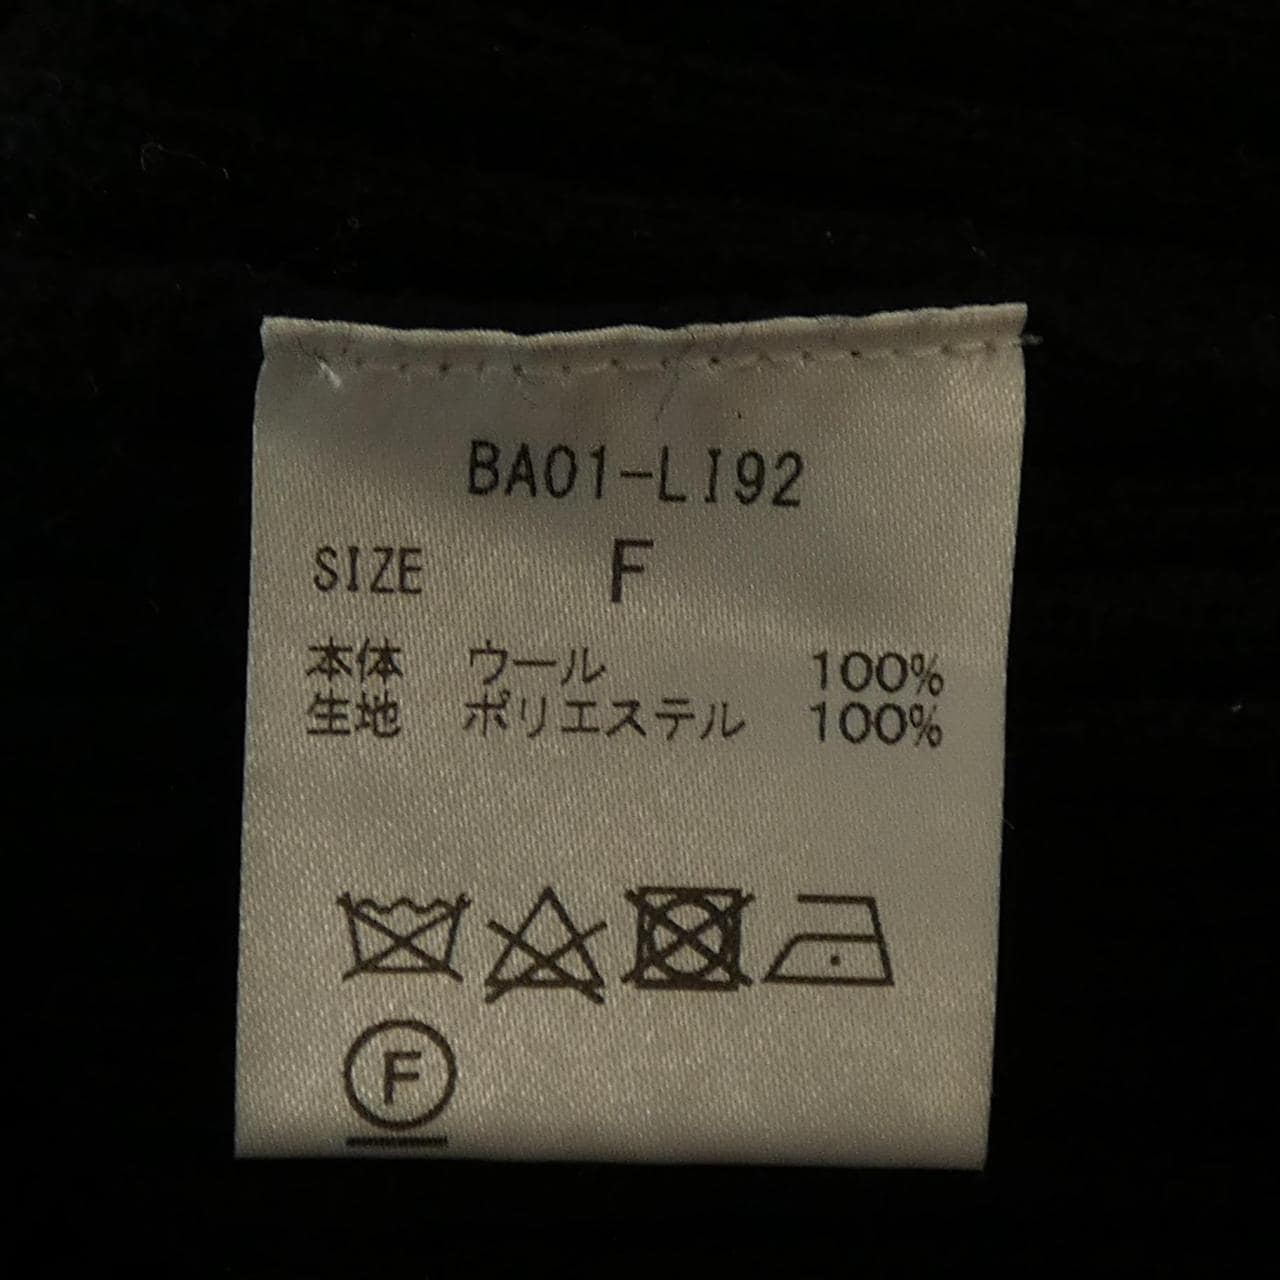 BA01-LI92
SIZE F
本体 ウール 100%
生地 ポリエステル 100%
F